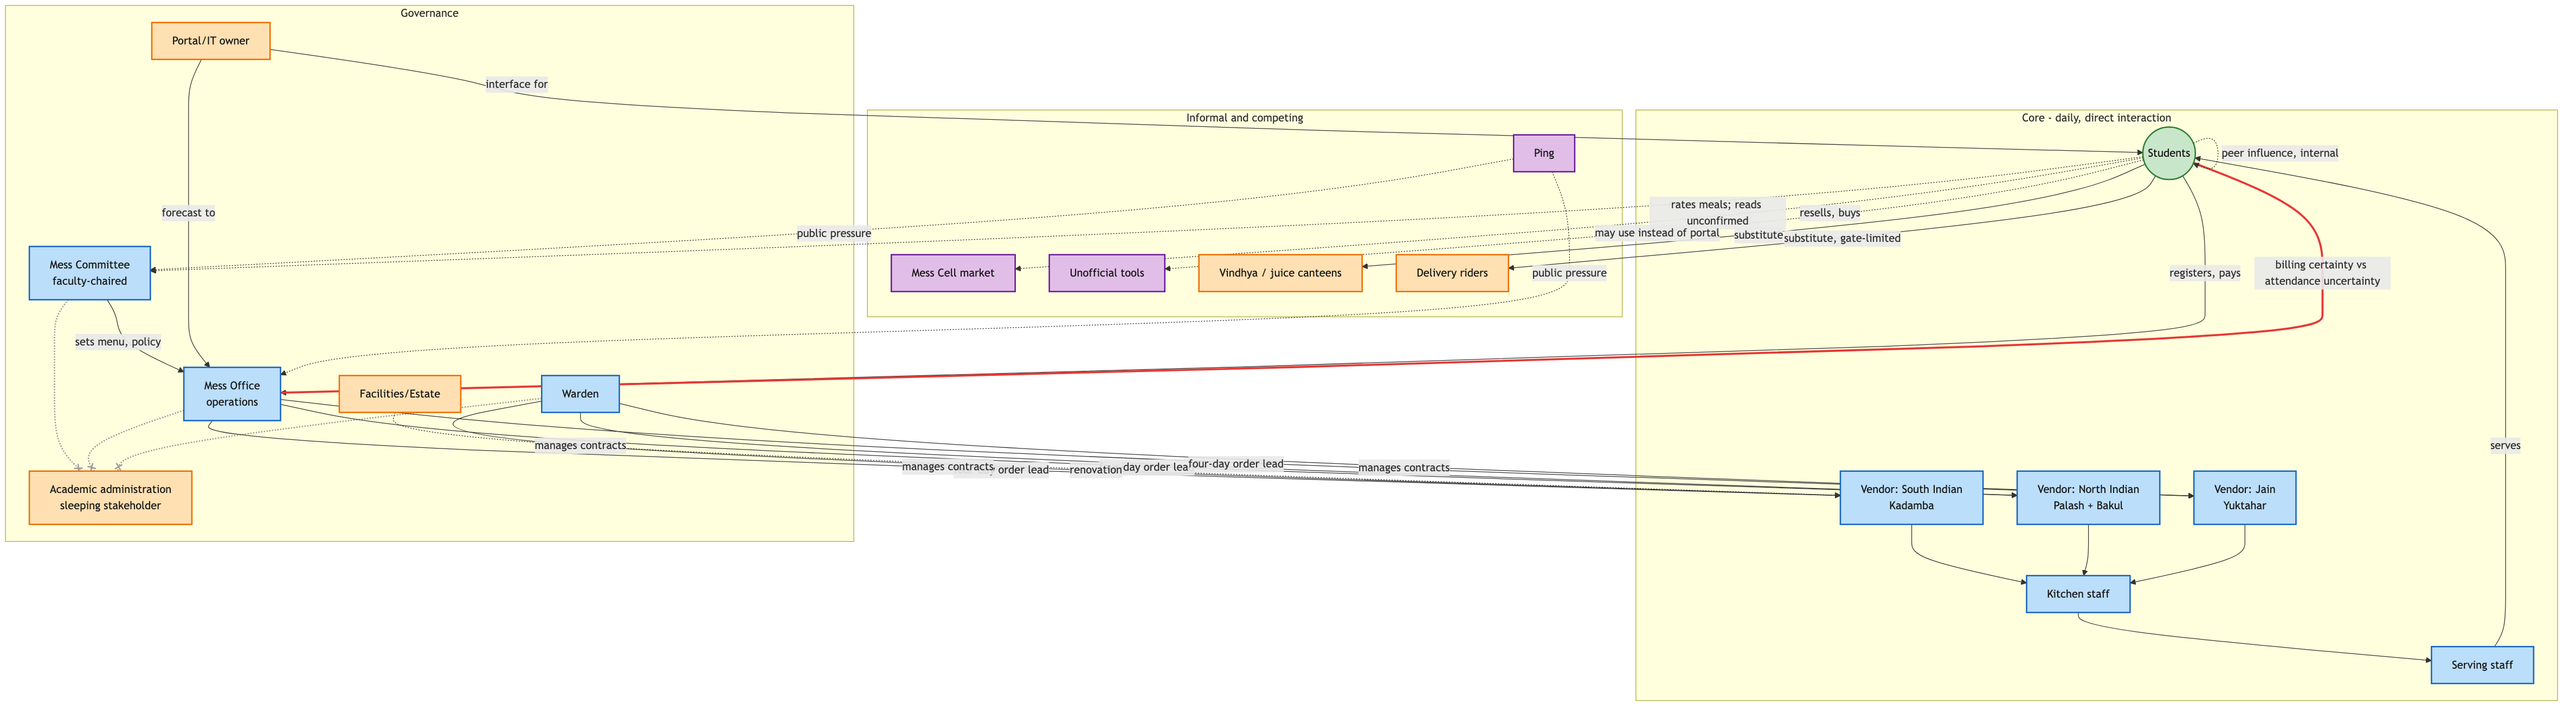 Governance
Portal/IT owner
interface for
forecast to
Mess Committee
faculty-chaired
sets menu, policy
Mess Office
operations
Facilities/Estate
Warden
Academic administration
sleeping stakeholder
Informal and competing
Ping
public pressure
Mess Cell market
Unofficial tools
Vindhya / juice canteens
Delivery riders
public pressure
rates meals; reads
unconfirmed
resells, buys
may use instead of portal
substitute
substitute, gate-limited
manages contracts
manages contracts
order lead
renovation
day order lea
four-day order lead
manages contracts
Core - daily, direct interaction
Students
peer influence, internal
registers, pays
billing certainty vs
attendance uncertainty
serves
Vendor: South Indian
Kadamba
Vendor: North Indian
Palash + Bakul
Vendor: Jain
Yuktahar
Kitchen staff
Serving staff